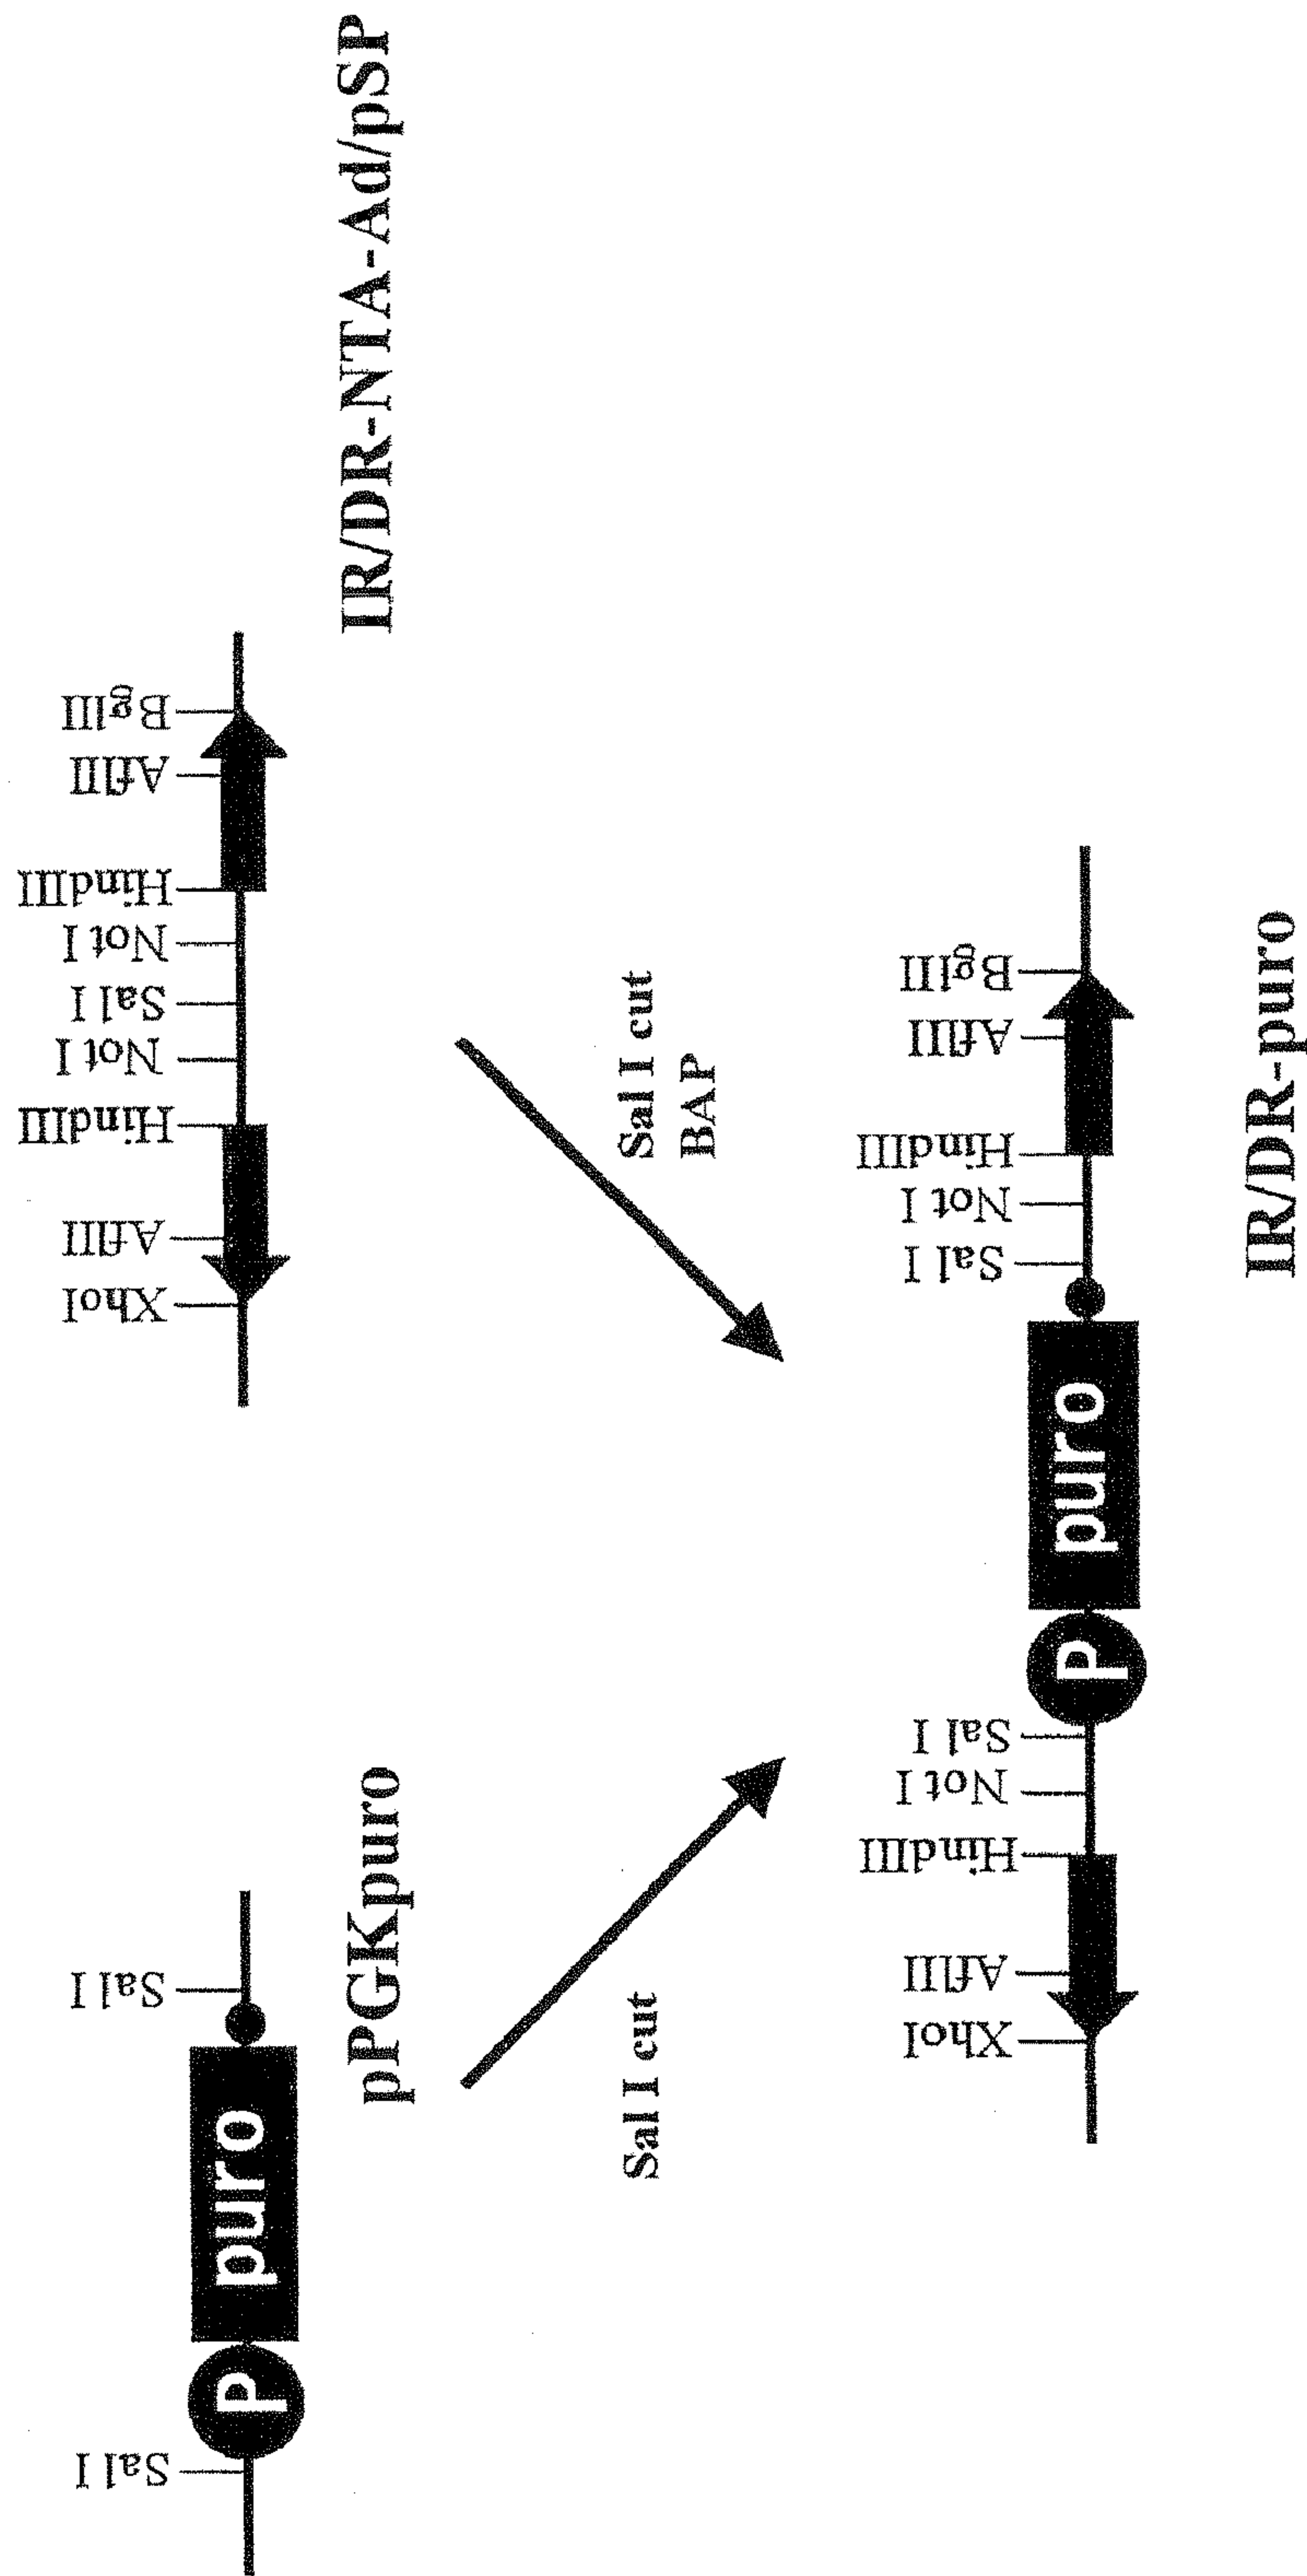 Sal I
P
puro
Sal I
pPGKpuro
XhoI
AflII
HindIII
Not I
Sal I
Not I
HindIII
AflII
BglII
IR/DR-NTA-Ad/pSP
Sal I cut
Sal I cut
BAP
XhoI
AflII
HindIII
Not I
Sal I
P
puro
Sal I
Not I
HindIII
AflII
BglII
IR/DR-puro